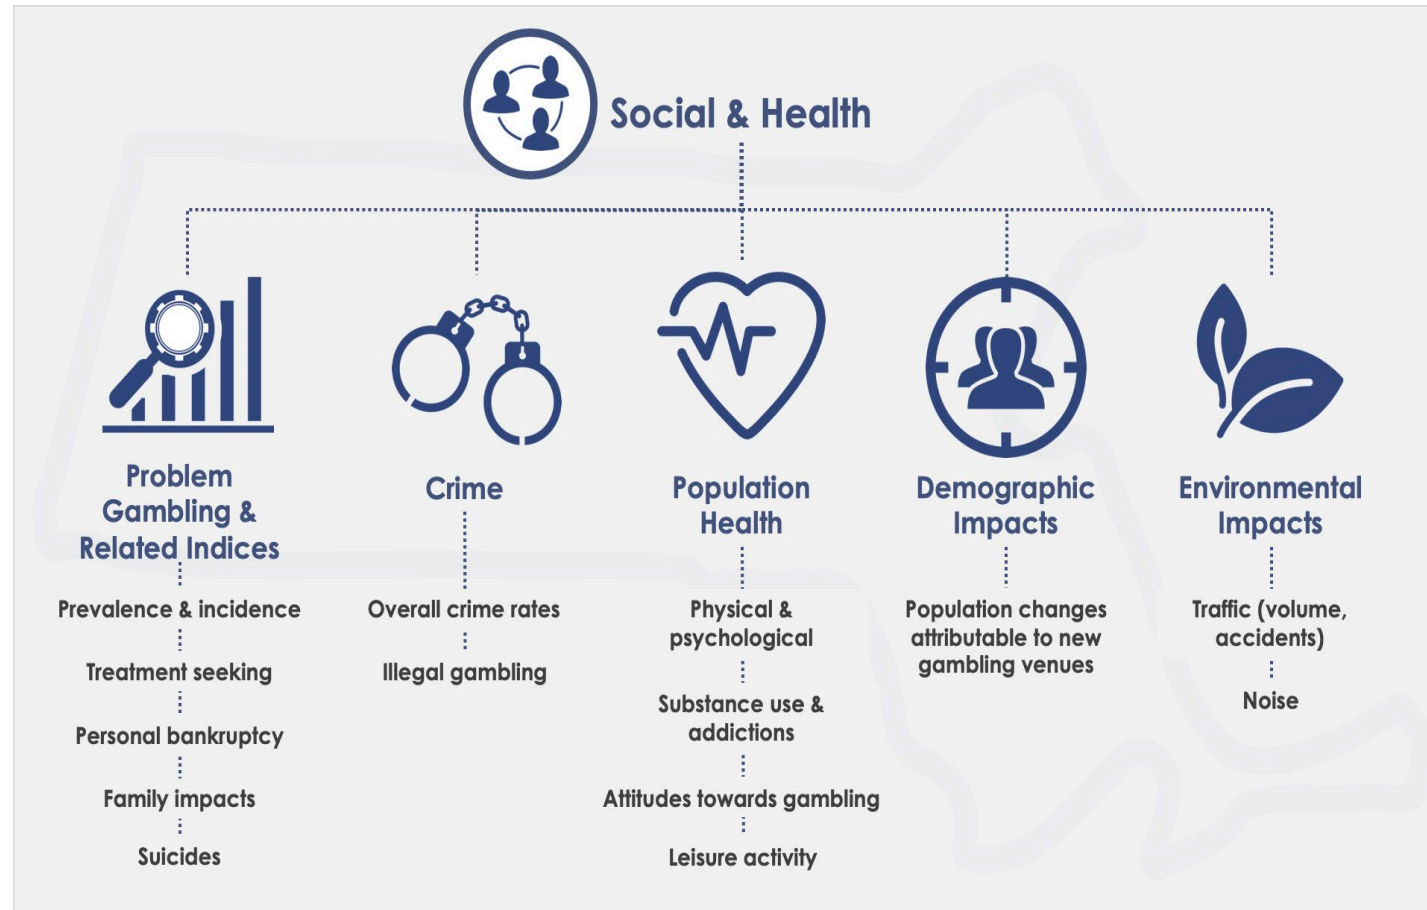 Social & Health
Problem
Gambling &
Related Indices
Prevalence & incidence
Treatment seeking
Personal bankruptcy
Family impacts
Suicides
Crime
Overall crime rates
Illegal gambling
Population
Health
Physical &
psychological
Substance use &
addictions
Attitudes towards gambling
Leisure activity
Demographic
Impacts
Population changes
attributable to new
gambling venues
Environmental
Impacts
Traffic (volume,
accidents)
Noise